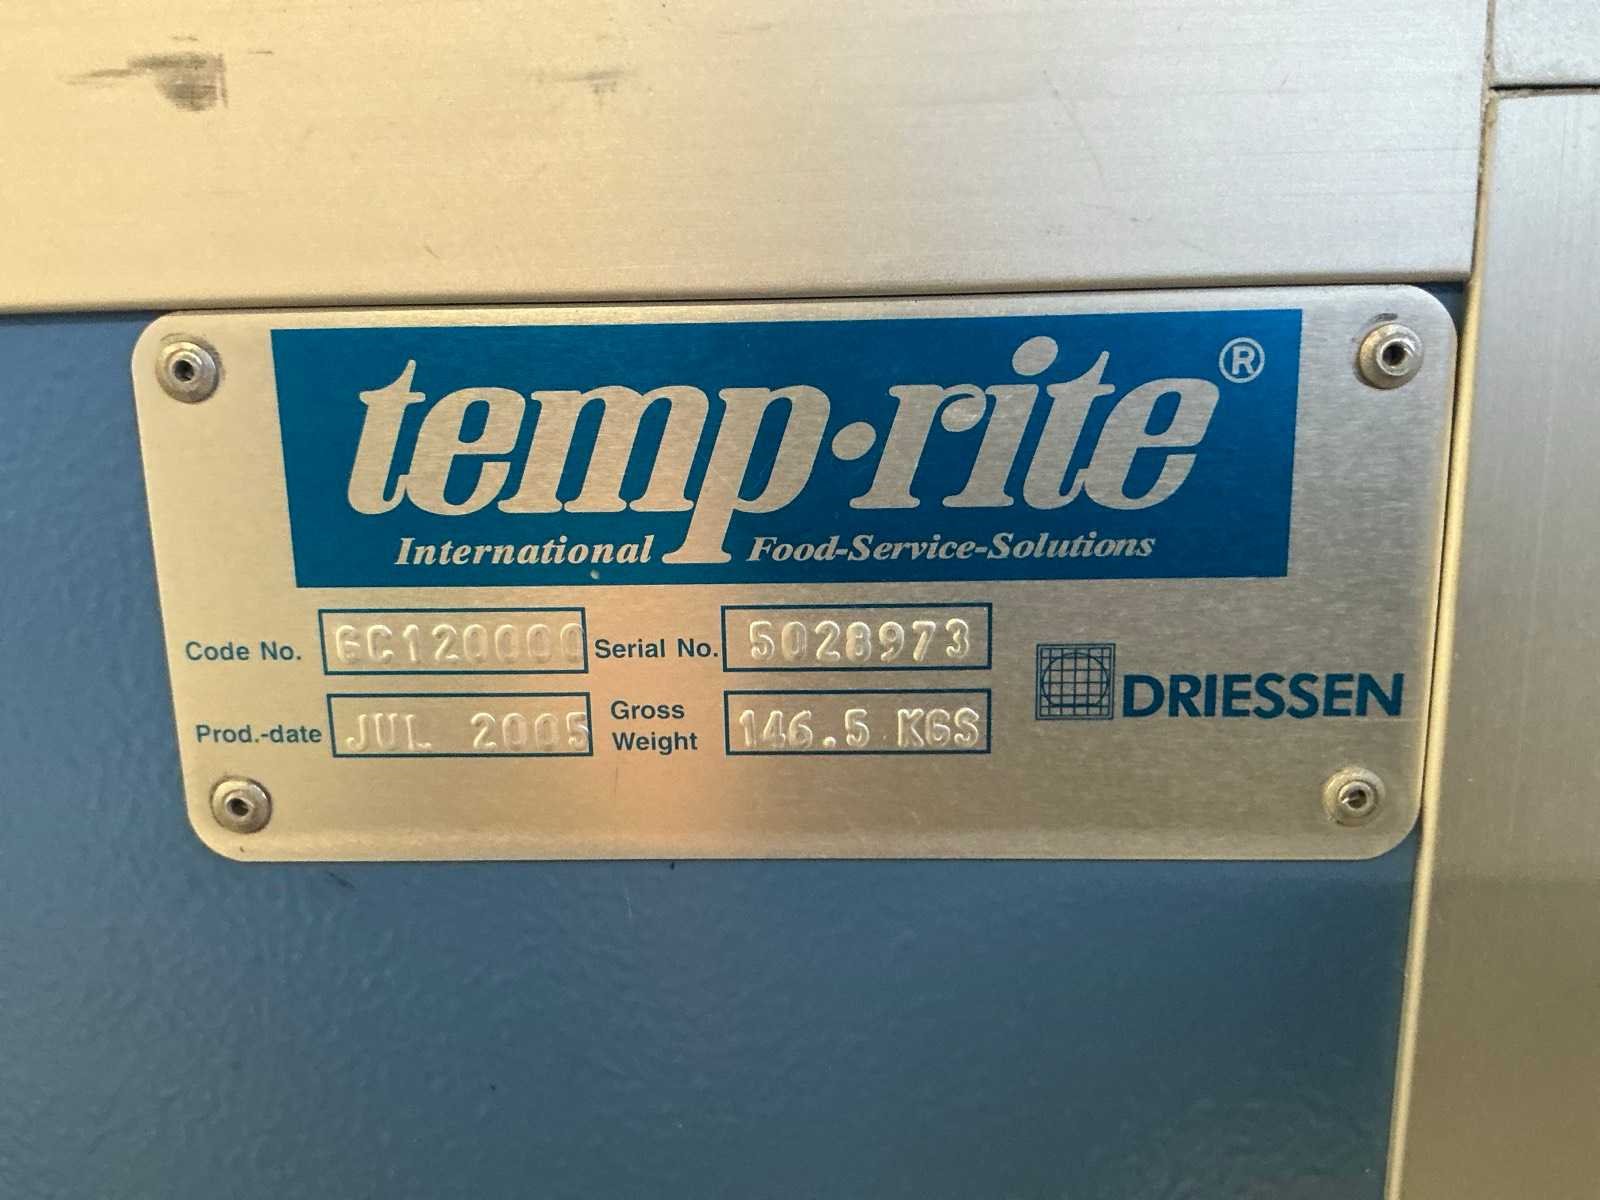 temp·rite®
International Food-Service-Solutions
Code No. GC120000 Serial No. 5028973
Prod.-date JUL 2005 Gross Weight 146.5 KGS
DRIESSEN